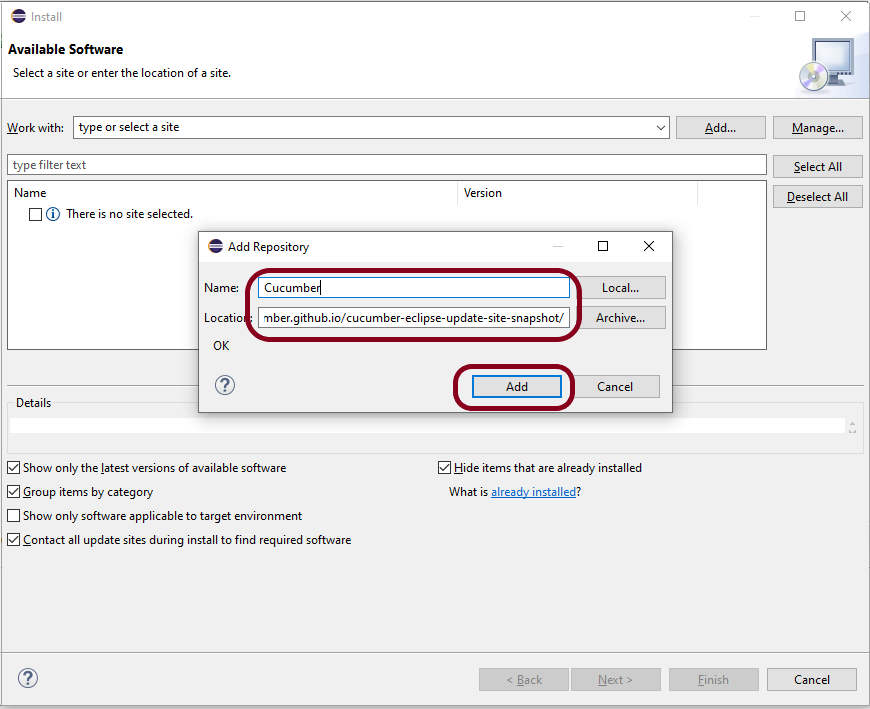 Install
Available Software
Select a site or enter the location of a site.
Work with: type or select a site Add... Manage...
type filter text Select All
Name Version Deselect All
There is no site selected.
Add Repository
Name: Cucumber Local...
Location: mber.github.io/cucumber-eclipse-update-site-snapshot/ Archive...
OK
? Add Cancel
Details
Show only the latest versions of available software Hide items that are already installed
Group items by category What is already installed?
Show only software applicable to target environment
Contact all update sites during install to find required software
? < Back Next > Finish Cancel